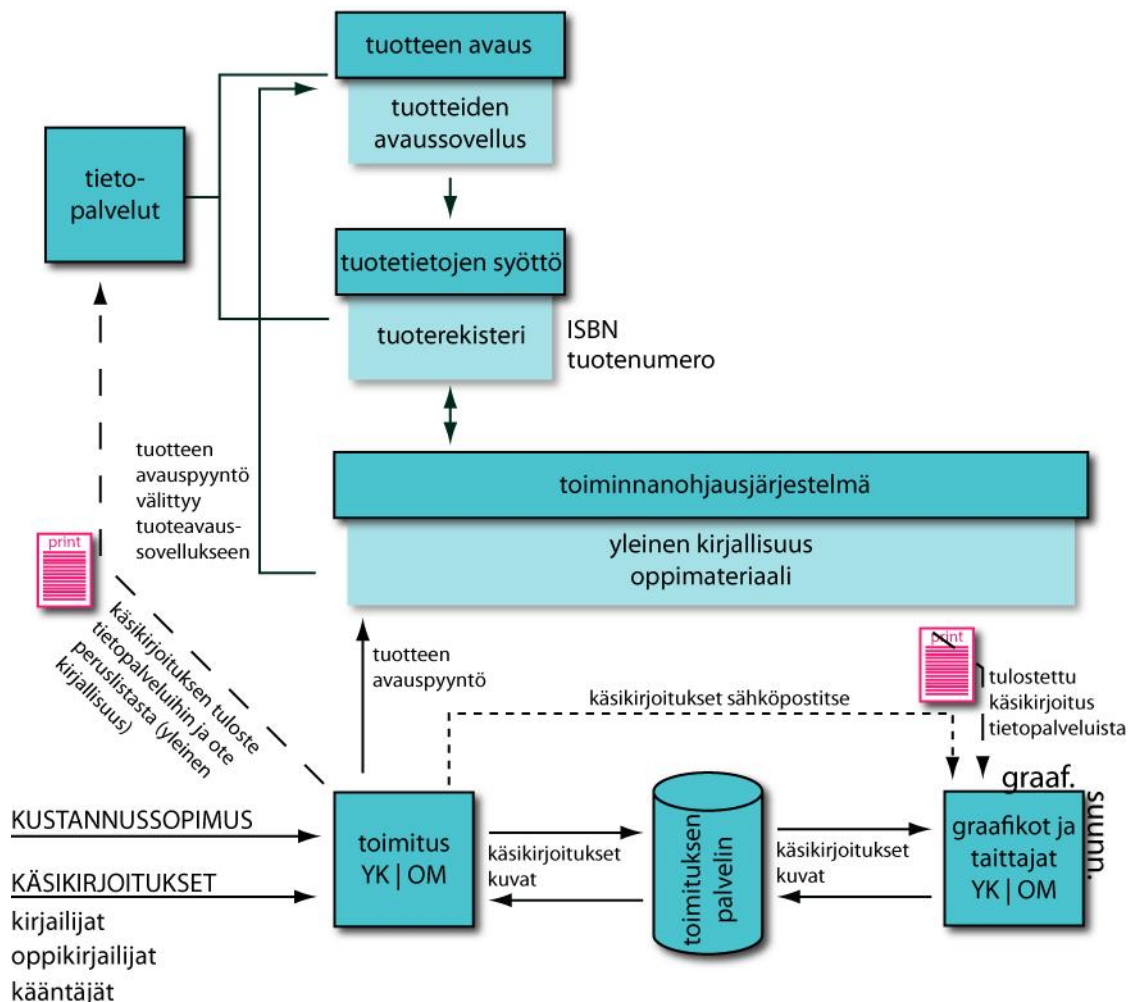 tuotteen avaus
tuotteiden
avaussovellus
tieto-
palvelut
tuotetietojen syöttö
tuoterekisteri
ISBN
tuotenumero
tuotteen
avauspyyntö
välittyy
tuoteavaus-
sovellukseen
toiminnanohjausjärjestelmä
yleinen kirjallisuus
oppimateriaali
print
käsikirjoituksen tuloste
tietopalveluihin ja ote
peruslistasta (yleinen
kirjallisuus)
tuotteen
avauspyyntö
print
tulostettu
käsikirjoitus
tietopalveluista
käsikirjoitukset sähköpostitse
graaf.
suunn.
KUSTANNUSSOPIMUS
KÄSIKIRJOITUKSET
kirjailijat
oppikirjailijat
kääntäjät
toimitus
YK | OM
käsikirjoitukset
kuvat
toimituksen
palvelin
käsikirjoitukset
kuvat
graafikot ja
taittajat
YK | OM